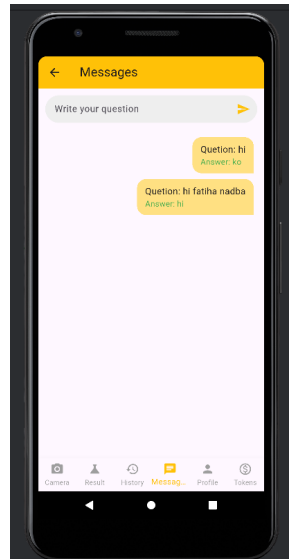 Messages
Write your question
Quetion: hi
Answer: ko
Quetion: hi fatiha nadba
Answer: hi
Camera Result History Messag... Profile Tokens